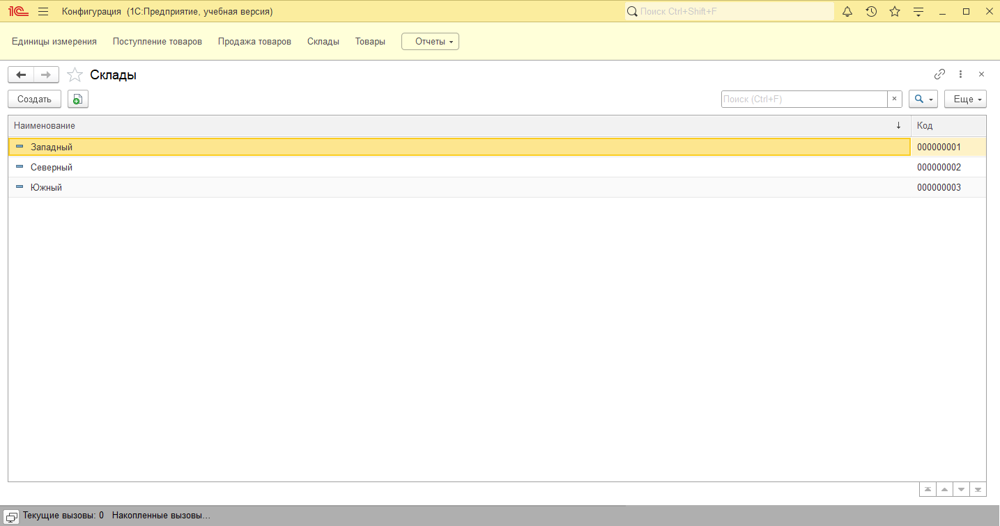 1С Конфигурация (1С:Предприятие, учебная версия) Поиск Ctrl+Shift+F
Единицы измерения Поступление товаров Продажа товаров Склады Товары Отчеты
Склады
Создать Поиск (Ctrl+F) × Еще
Наименование ↓ Код
Западный 000000001
Северный 000000002
Южный 000000003
Текущие вызовы: 0 Накопленные вызовы...